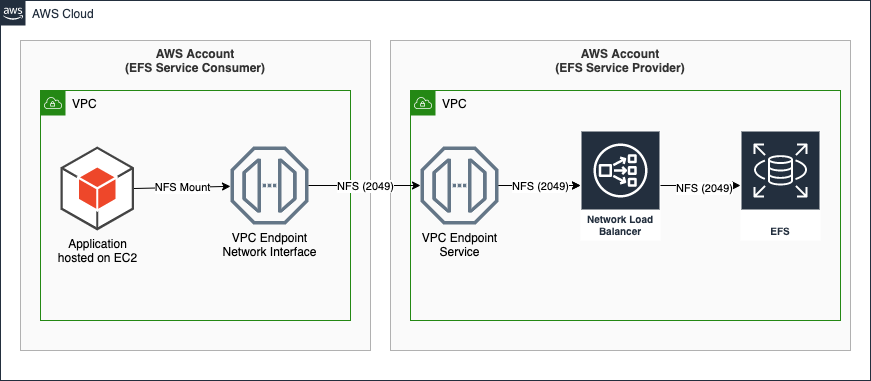 aws
AWS Cloud
AWS Account
(EFS Service Consumer)
VPC
Application
hosted on EC2
NFS Mount
VPC Endpoint
Network Interface
NFS (2049)
AWS Account
(EFS Service Provider)
VPC
VPC Endpoint
Service
NFS (2049)
Network Load
Balancer
NFS (2049)
EFS